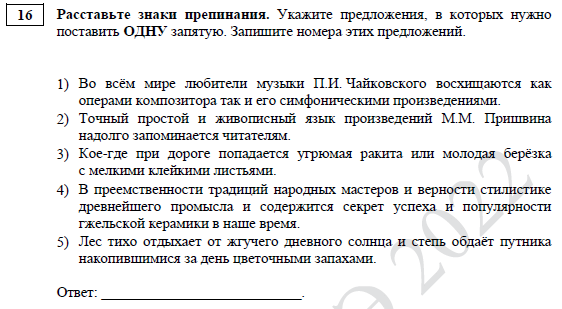 16 Расставьте знаки препинания. Укажите предложения, в которых нужно
поставить ОДНУ запятую. Запишите номера этих предложений.
1) Во всём мире любители музыки П.И. Чайковского восхищаются как
операми композитора так и его симфоническими произведениями.
2) Точный простой и живописный язык произведений М.М. Пришвина
надолго запоминается читателям.
3) Кое-где при дороге попадается угрюмая ракита или молодая берёзка
с мелкими клейкими листьями.
4) В преемственности традиций народных мастеров и верности стилистике
древнейшего промысла и содержится секрет успеха и популярности
гжельской керамики в наше время.
5) Лес тихо отдыхает от жгучего дневного солнца и степь обдаёт путника
накопившимися за день цветочными запахами.
Ответ: ____________________________.
2022